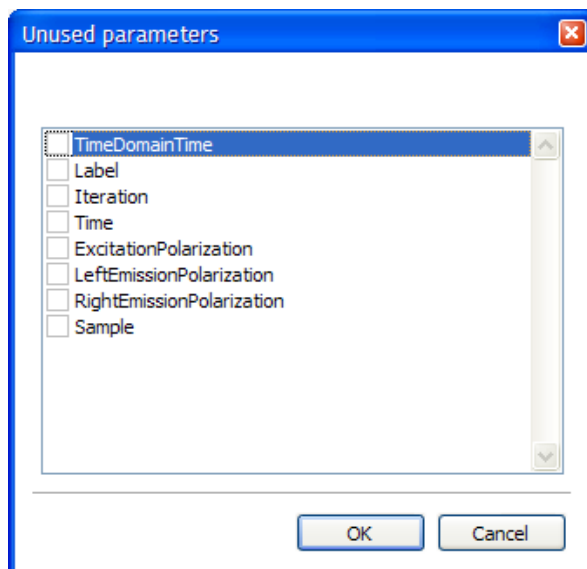 Unused parameters
TimeDomainTime
Label
Iteration
Time
ExcitationPolarization
LeftEmissionPolarization
RightEmissionPolarization
Sample
OK
Cancel